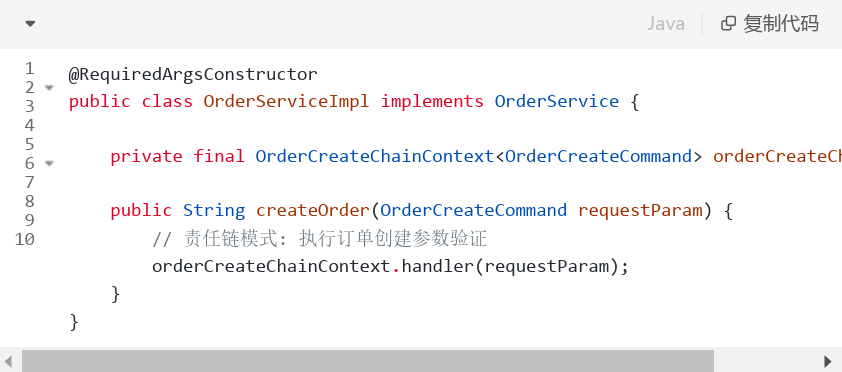 Java 复制代码
1 @RequiredArgsConstructor
2 public class OrderServiceImpl implements OrderService {
3
4 private final OrderCreateChainContext<OrderCreateCommand> orderCreateCh
5
6 public String createOrder(OrderCreateCommand requestParam) {
7 // 责任链模式: 执行订单创建参数验证
8 orderCreateChainContext.handler(requestParam);
9 }
10 }